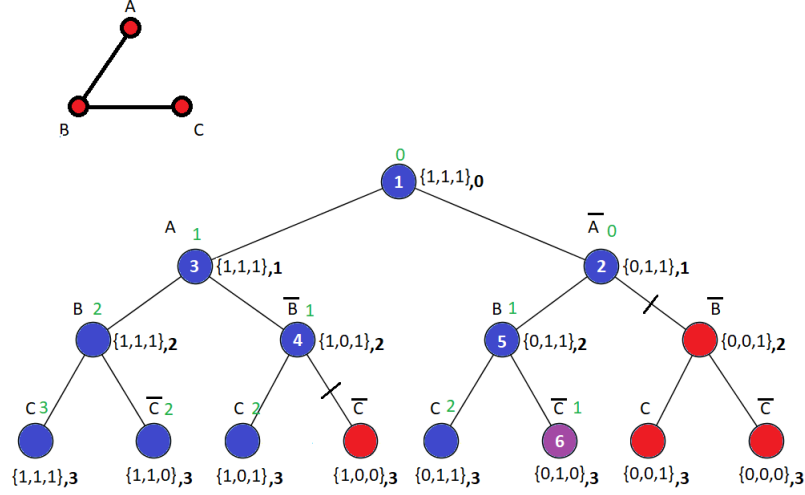 A
B
C
0
1
{1,1,1},0
A
1
3
{1,1,1},1
A̅ 0
2
{0,1,1},1
B 2
{1,1,1},2
B̅ 1
4
{1,0,1},2
B 1
5
{0,1,1},2
B̅
{0,0,1},2
C 3
{1,1,1},3
C̅ 2
{1,1,0},3
C 2
{1,0,1},3
C̅
{1,0,0},3
C 2
{0,1,1},3
C̅ 1
6
{0,1,0},3
C
{0,0,1},3
C̅
{0,0,0},3